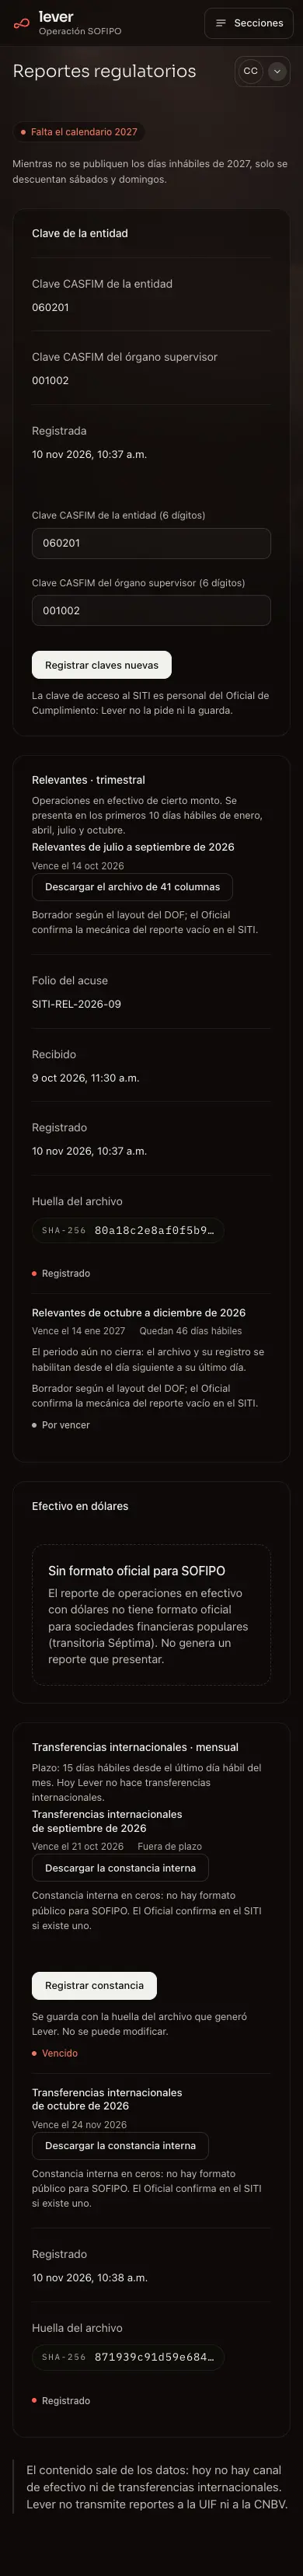 lever
Operación SOFIPO
Secciones
Reportes regulatorios
CC
Falta el calendario 2027
Mientras no se publiquen los días inhábiles de 2027, solo se
descuentan sábados y domingos.
Clave de la entidad
Clave CASFIM de la entidad
060201
Clave CASFIM del órgano supervisor
001002
Registrada
10 nov 2026, 10:37 a.m.
Clave CASFIM de la entidad (6 dígitos)
060201
Clave CASFIM del órgano supervisor (6 dígitos)
001002
Registrar claves nuevas
La clave de acceso al SITI es personal del Oficial de
Cumplimiento: Lever no la pide ni la guarda.
Relevantes · trimestral
Operaciones en efectivo de cierto monto. Se
presenta en los primeros 10 días hábiles de enero,
abril, julio y octubre.
Relevantes de julio a septiembre de 2026
Vence el 14 oct 2026
Descargar el archivo de 41 columnas
Borrador según el layout del DOF; el Oficial
confirma la mecánica del reporte vacío en el SITI.
Folio del acuse
SITI-REL-2026-09
Recibido
9 oct 2026, 11:30 a.m.
Registrado
10 nov 2026, 10:37 a.m.
Huella del archivo
SHA-256 80a18c2e8af0f5b9…
Registrado
Relevantes de octubre a diciembre de 2026
Vence el 14 ene 2027 Quedan 46 días hábiles
El periodo aún no cierra: el archivo y su registro se
habilitan desde el día siguiente a su último día.
Borrador según el layout del DOF; el Oficial
confirma la mecánica del reporte vacío en el SITI.
Por vencer
Efectivo en dólares
Sin formato oficial para SOFIPO
El reporte de operaciones en efectivo
con dólares no tiene formato oficial
para sociedades financieras populares
(transitoria Séptima). No genera un
reporte que presentar.
Transferencias internacionales · mensual
Plazo: 15 días hábiles desde el último día hábil del
mes. Hoy Lever no hace transferencias
internacionales.
Transferencias internacionales
de septiembre de 2026
Vence el 21 oct 2026 Fuera de plazo
Descargar la constancia interna
Constancia interna en ceros: no hay formato
público para SOFIPO. El Oficial confirma en el SITI
si existe uno.
Registrar constancia
Se guarda con la huella del archivo que generó
Lever. No se puede modificar.
Vencido
Transferencias internacionales
de octubre de 2026
Vence el 24 nov 2026
Descargar la constancia interna
Constancia interna en ceros: no hay formato
público para SOFIPO. El Oficial confirma en el SITI
si existe uno.
Registrado
10 nov 2026, 10:38 a.m.
Huella del archivo
SHA-256 871939c91d59e684…
Registrado
El contenido sale de los datos: hoy no hay canal
de efectivo ni de transferencias internacionales.
Lever no transmite reportes a la UIF ni a la CNBV.